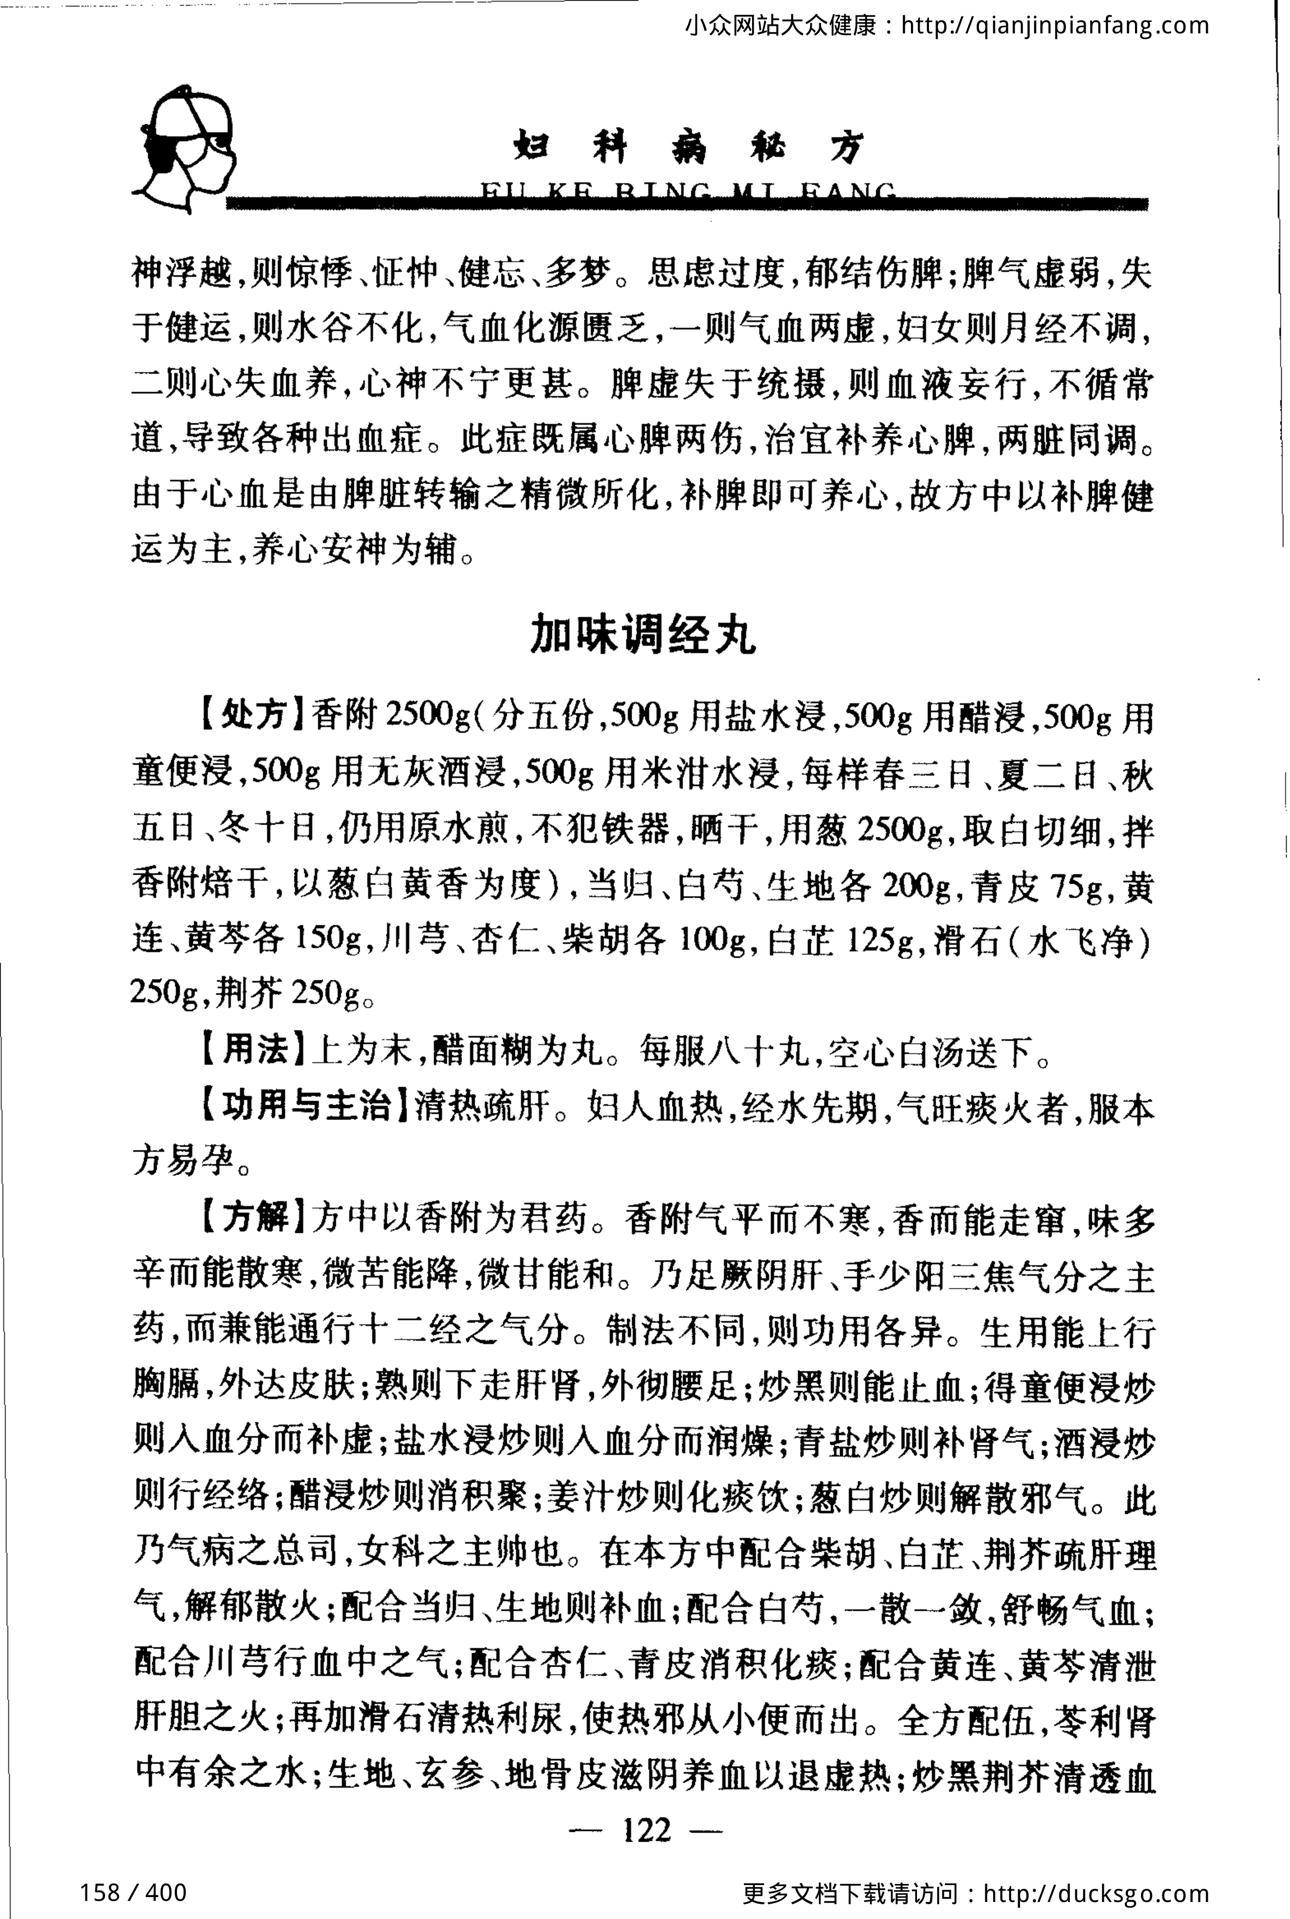 小众网站大众健康：http://qianjinpianfang.com
妇科病秘方
FU KE BING MI FANG
神浮越,则惊悸、怔忡、健忘、多梦。思虑过度,郁结伤脾;脾气虚弱,失
于健运,则水谷不化,气血化源匮乏,一则气血两虚,妇女则月经不调,
二则心失血养,心神不宁更甚。脾虚失于统摄,则血液妄行,不循常
道,导致各种出血症。此症既属心脾两伤,治宜补养心脾,两脏同调。
由于心血是由脾脏转输之精微所化,补脾即可养心,故方中以补脾健
运为主,养心安神为辅。
加味调经丸
【处方】香附2500g(分五份,500g用盐水浸,500g用醋浸,500g用
童便浸,500g用无灰酒浸,500g用米泔水浸,每样春三日、夏二日、秋
五日、冬十日,仍用原水煎,不犯铁器,晒干,用葱2500g,取白切细,拌
香附焙干,以葱白黄香为度),当归、白芍、生地各200g,青皮75g,黄
连、黄芩各150g,川芎、杏仁、柴胡各100g,白芷125g,滑石(水飞净)
250g,荆芥250g。
【用法】上为末,醋面糊为丸。每服八十丸,空心白汤送下。
【功用与主治】清热疏肝。妇人血热,经水先期,气旺痰火者,服本
方易孕。
【方解】方中以香附为君药。香附气平而不寒,香而能走窜,味多
辛而能散寒,微苦能降,微甘能和。乃足厥阴肝、手少阳三焦气分之主
药,而兼能通行十二经之气分。制法不同,则功用各异。生用能上行
胸膈,外达皮肤;熟则下走肝肾,外彻腰足;炒黑则能止血;得童便浸炒
则入血分而补虚;盐水浸炒则入血分而润燥;青盐炒则补肾气;酒浸炒
则行经络;醋浸炒则消积聚;姜汁炒则化痰饮;葱白炒则解散邪气。此
乃气病之总司,女科之主帅也。在本方中配合柴胡、白芷、荆芥疏肝理
气,解郁散火;配合当归、生地则补血;配合白芍,一散一敛,舒畅气血;
配合川芎行血中之气;配合杏仁、青皮消积化痰;配合黄连、黄芩清泄
肝胆之火;再加滑石清热利尿,使热邪从小便而出。全方配伍,苓利肾
中有余之水;生地、玄参、地骨皮滋阴养血以退虚热;炒黑荆芥清透血
— 122 —
158 / 400
更多文档下载请访问：http://ducksgo.com